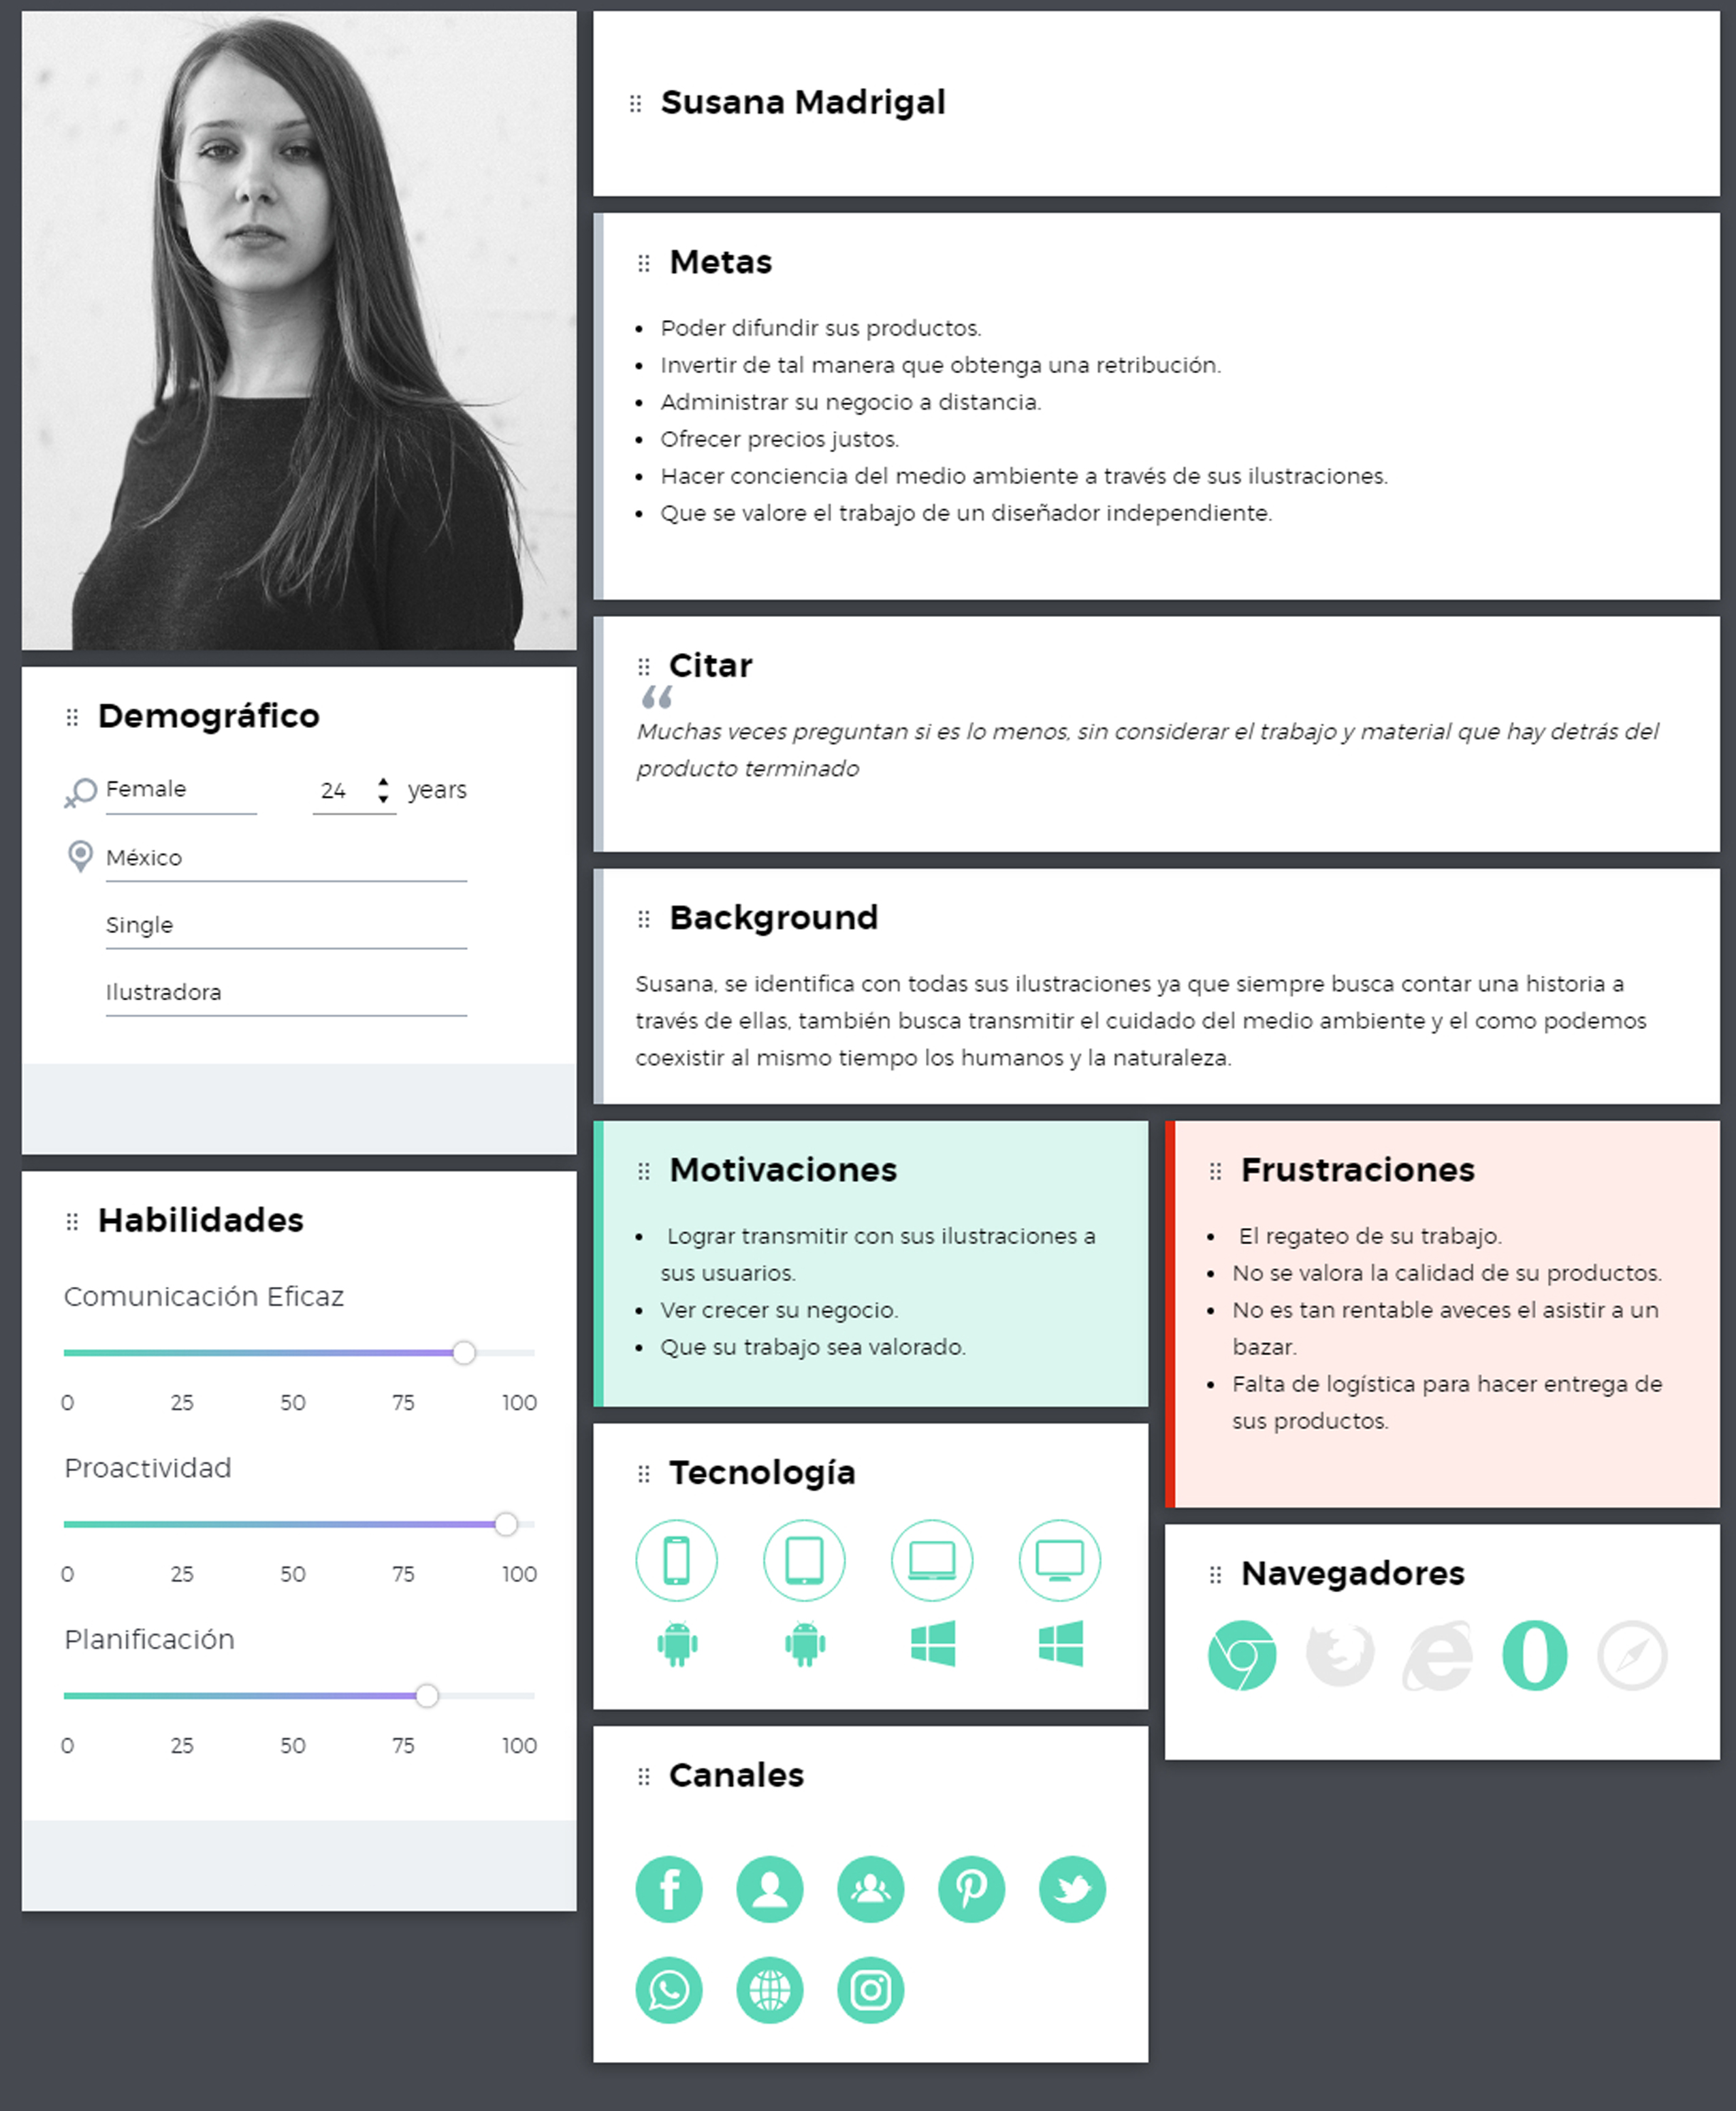 Susana Madrigal
Metas
• Poder difundir sus productos.
• Invertir de tal manera que obtenga una retribución.
• Administrar su negocio a distancia.
• Ofrecer precios justos.
• Hacer conciencia del medio ambiente a través de sus ilustraciones.
• Que se valore el trabajo de un diseñador independiente.
Citar
“
Muchas veces preguntan si es lo menos, sin considerar el trabajo y material que hay detrás del
producto terminado
Demográfico
Female 24 years
México
Single
Ilustradora
Background
Susana, se identifica con todas sus ilustraciones ya que siempre busca contar una historia a
través de ellas, también busca transmitir el cuidado del medio ambiente y el como podemos
coexistir al mismo tiempo los humanos y la naturaleza.
Habilidades
Comunicación Eficaz
0 25 50 75 100
Proactividad
0 25 50 75 100
Planificación
0 25 50 75 100
Motivaciones
• Lograr transmitir con sus ilustraciones a
sus usuarios.
• Ver crecer su negocio.
• Que su trabajo sea valorado.
Frustraciones
• El regateo de su trabajo.
• No se valora la calidad de su productos.
• No es tan rentable aveces el asistir a un
bazar.
• Falta de logística para hacer entrega de
sus productos.
Tecnología
Navegadores
Canales